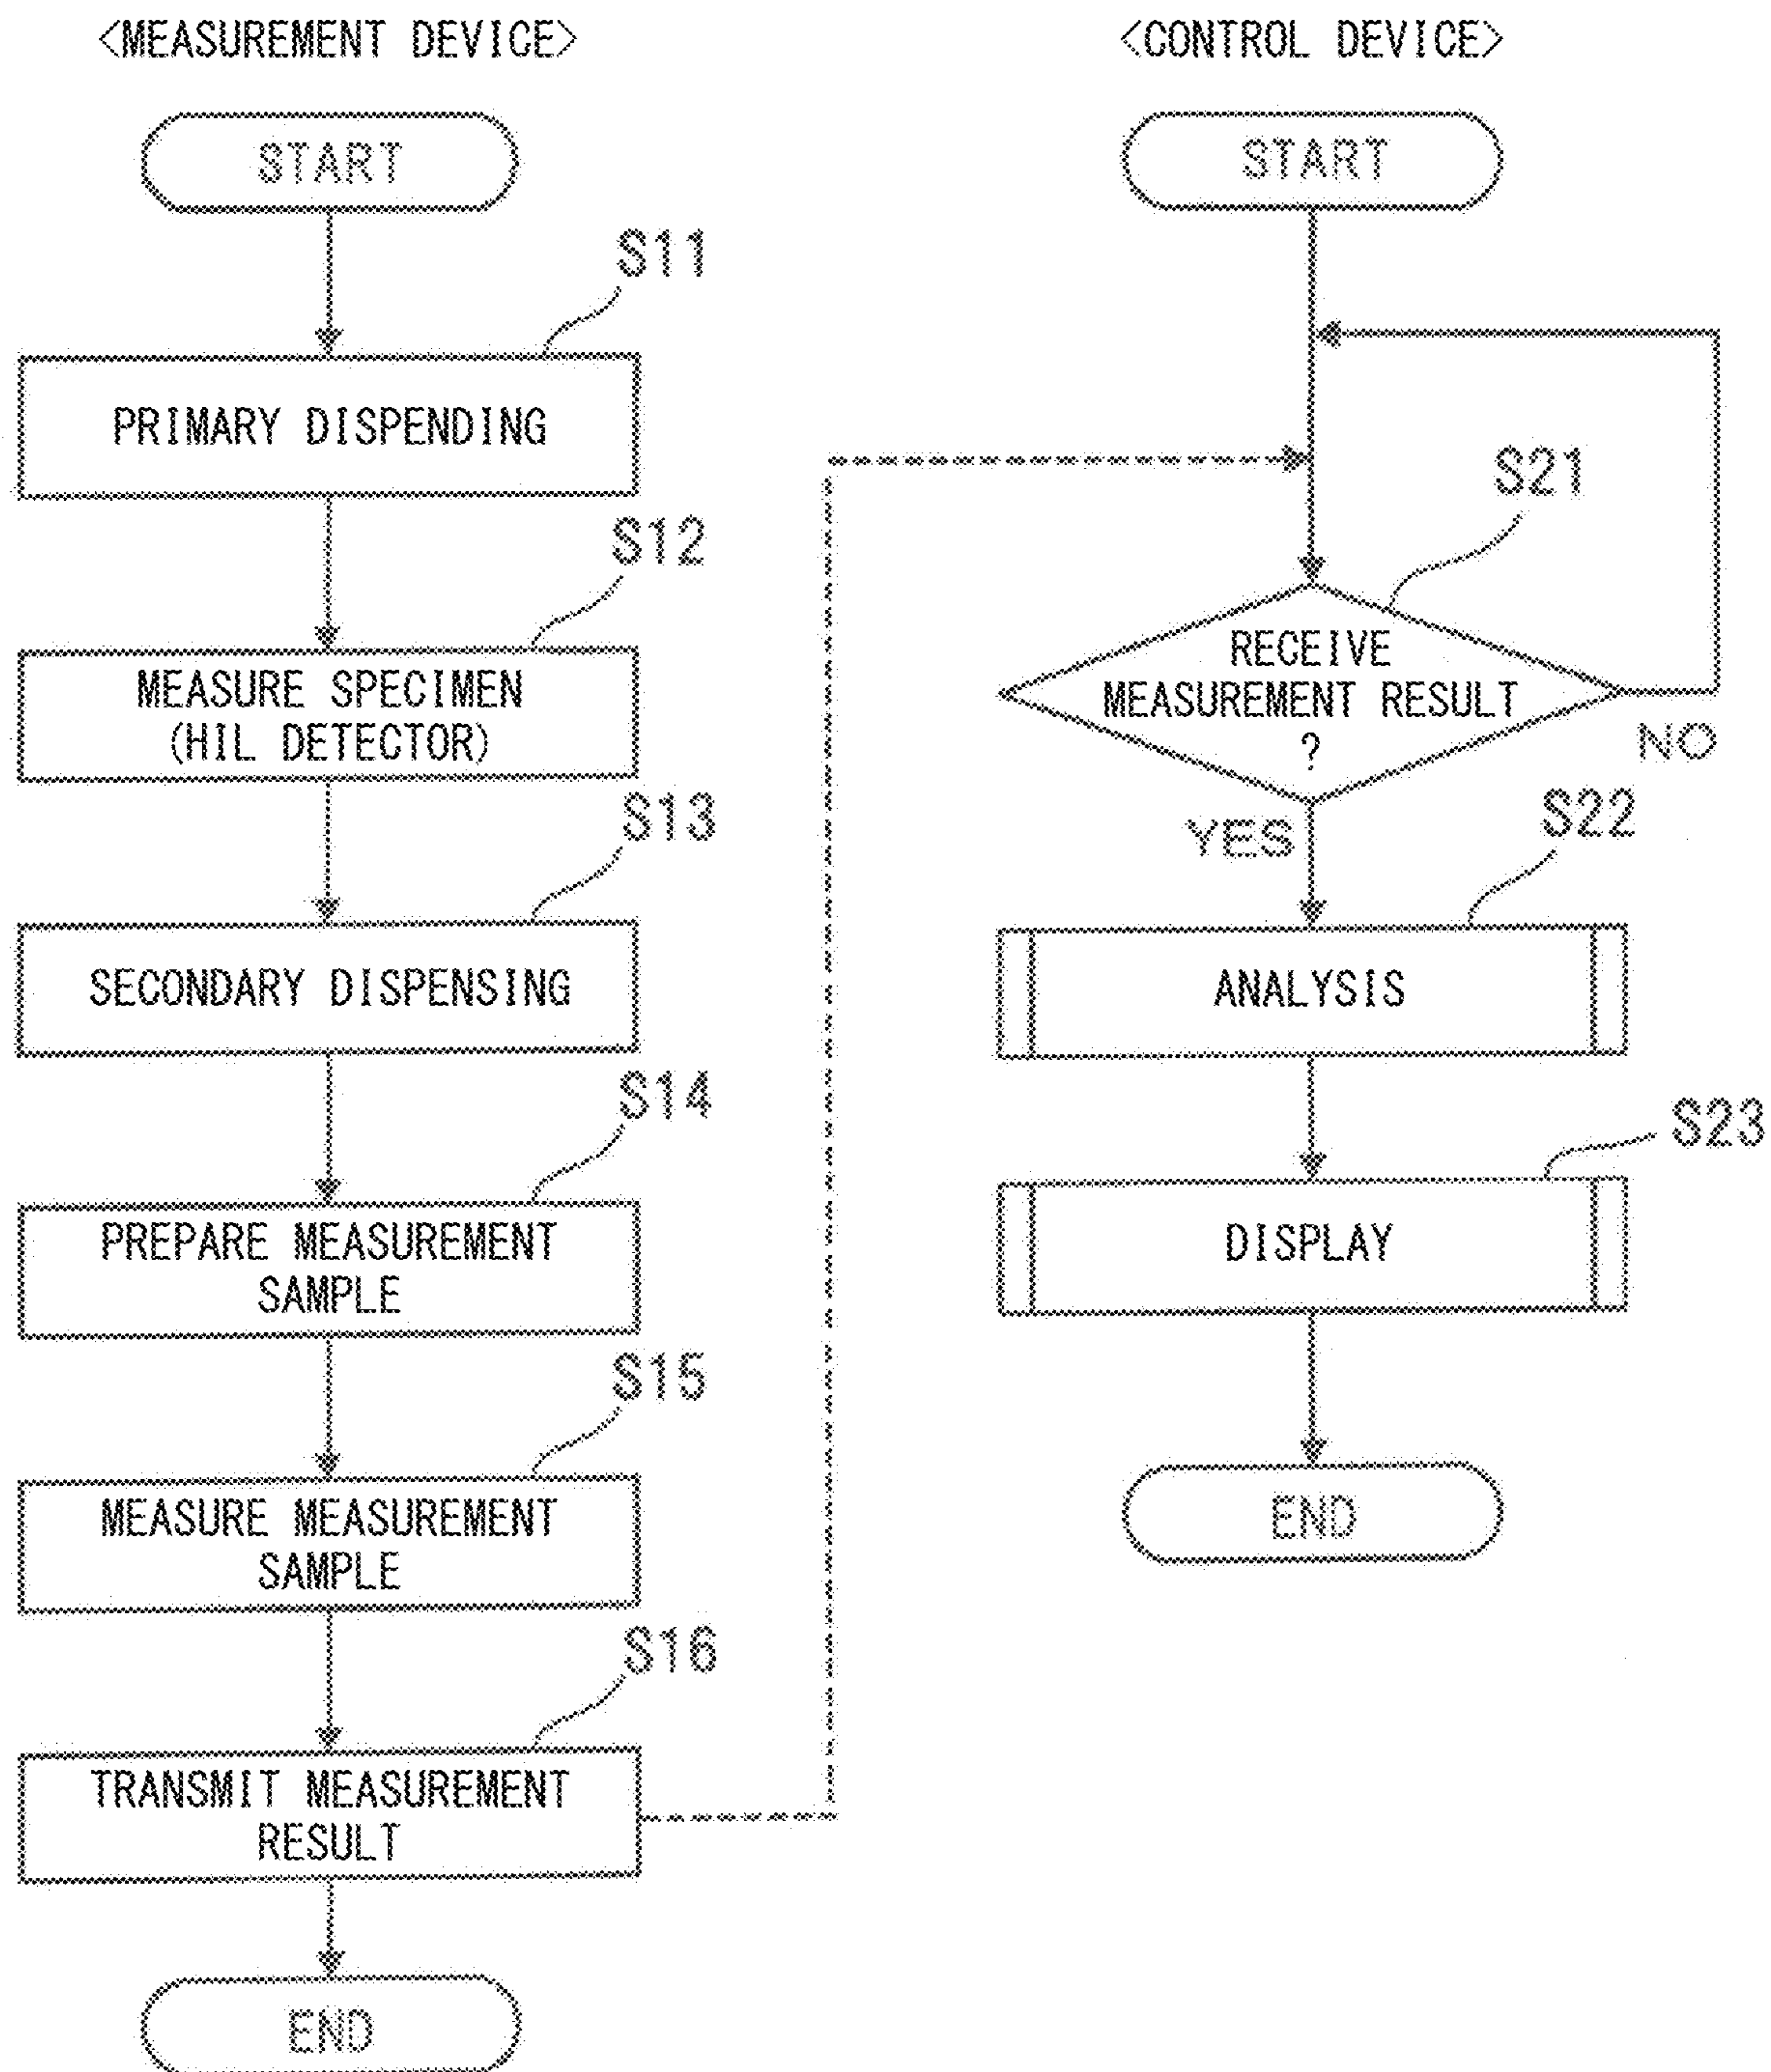 <MEASUREMENT DEVICE>
START
S11
PRIMARY DISPENDING
S12
MEASURE SPECIMEN
(HIL DETECTOR)
S13
SECONDARY DISPENSING
S14
PREPARE MEASUREMENT
SAMPLE
S15
MEASURE MEASUREMENT
SAMPLE
S16
TRANSMIT MEASUREMENT
RESULT
END
<CONTROL DEVICE>
START
S21
RECEIVE
MEASUREMENT RESULT
?
NO
YES
S22
ANALYSIS
S23
DISPLAY
END